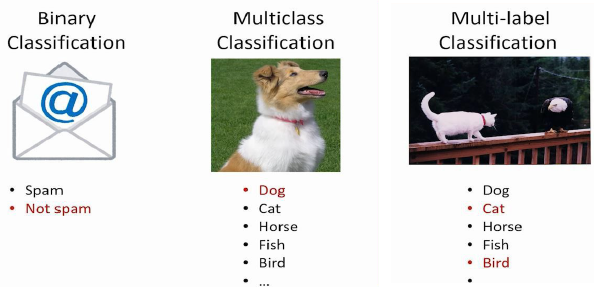 Binary
Classification
@
• Spam
• Not spam
Multiclass
Classification
• Dog
• Cat
• Horse
• Fish
• Bird
• ...
Multi-label
Classification
• Dog
• Cat
• Horse
• Fish
• Bird
•